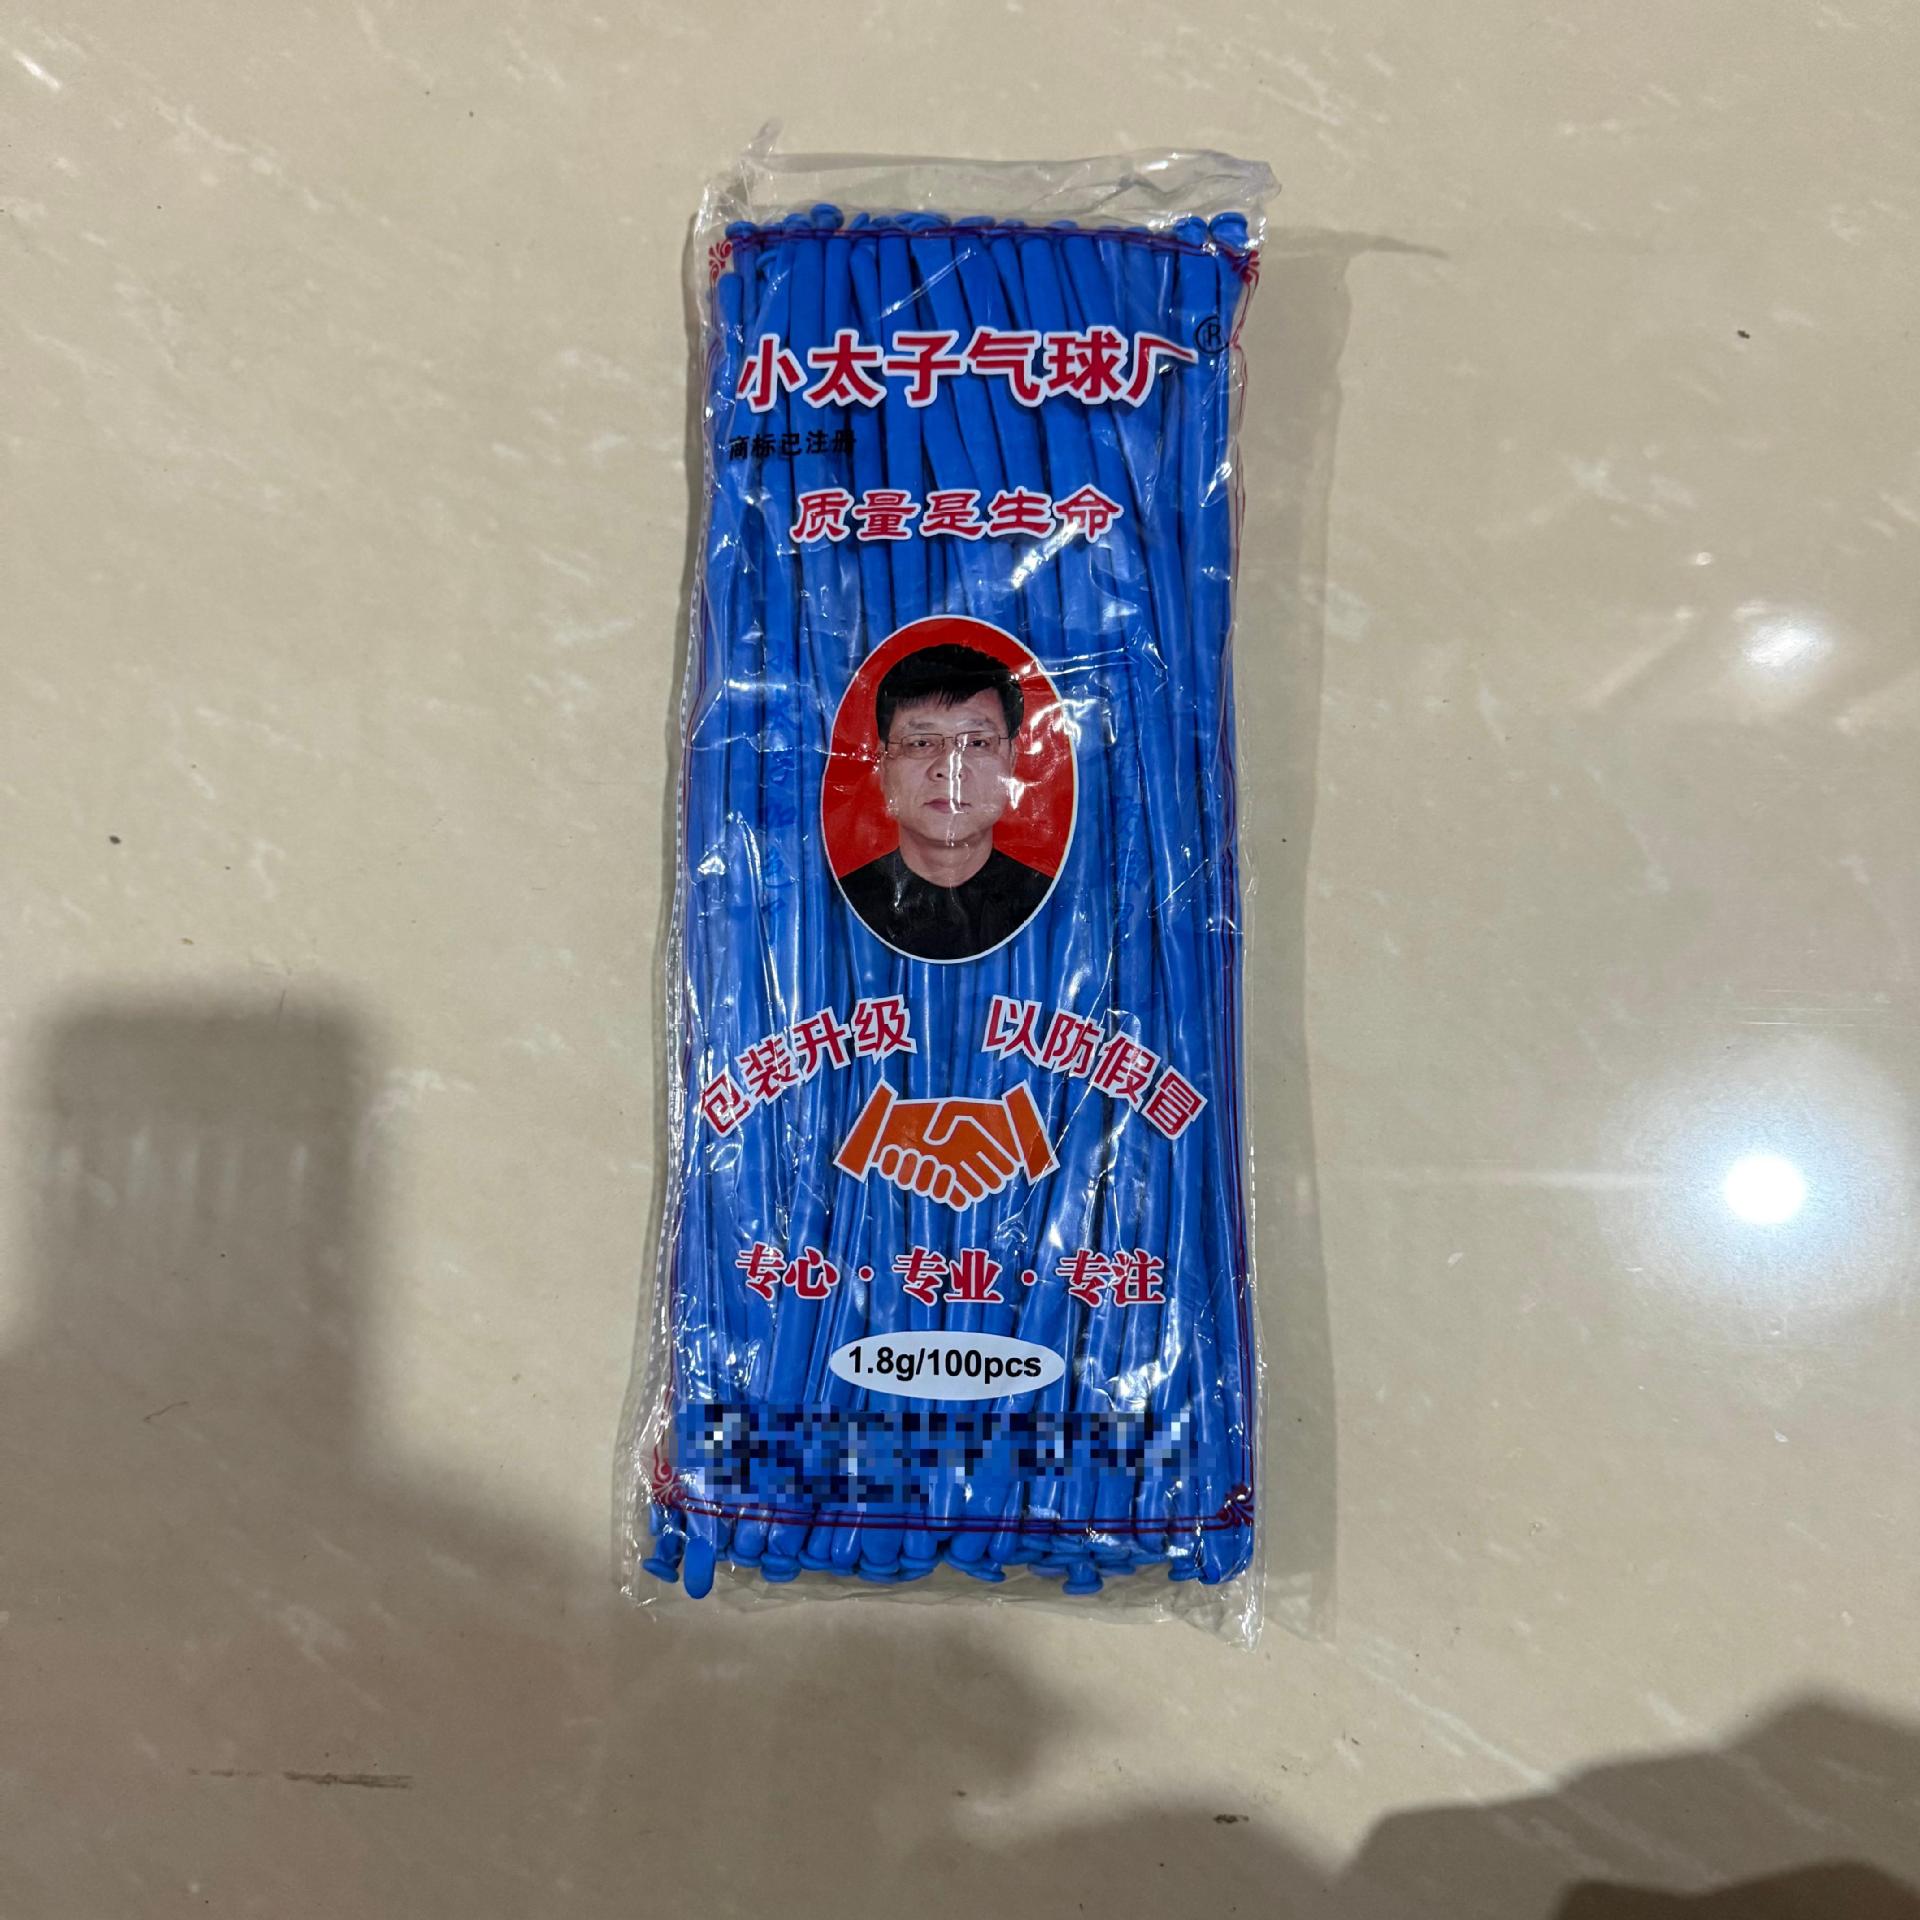 小太子气球厂®
商标已注册
质量是生命
包装升级 以防假冒
专心·专业·专注
1.8g/100pcs